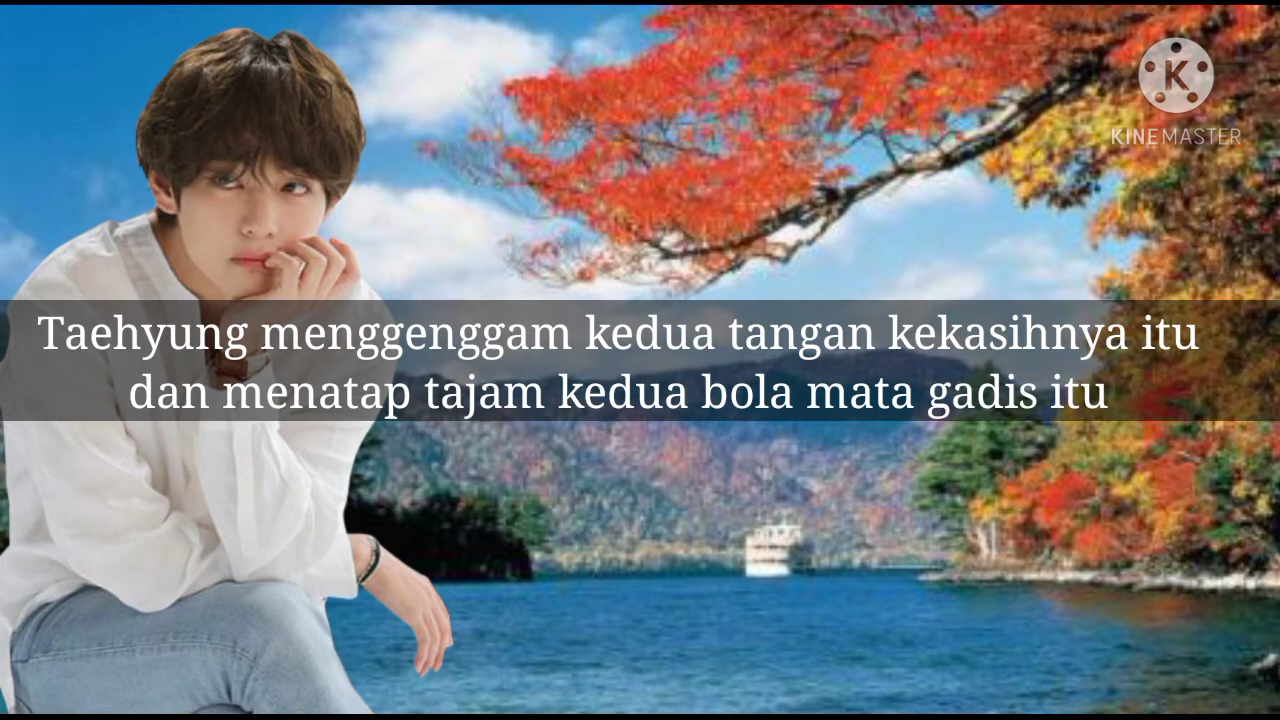 KINEMASTER
Taehyung menggenggam kedua tangan kekasihnya itu
dan menatap tajam kedua bola mata gadis itu